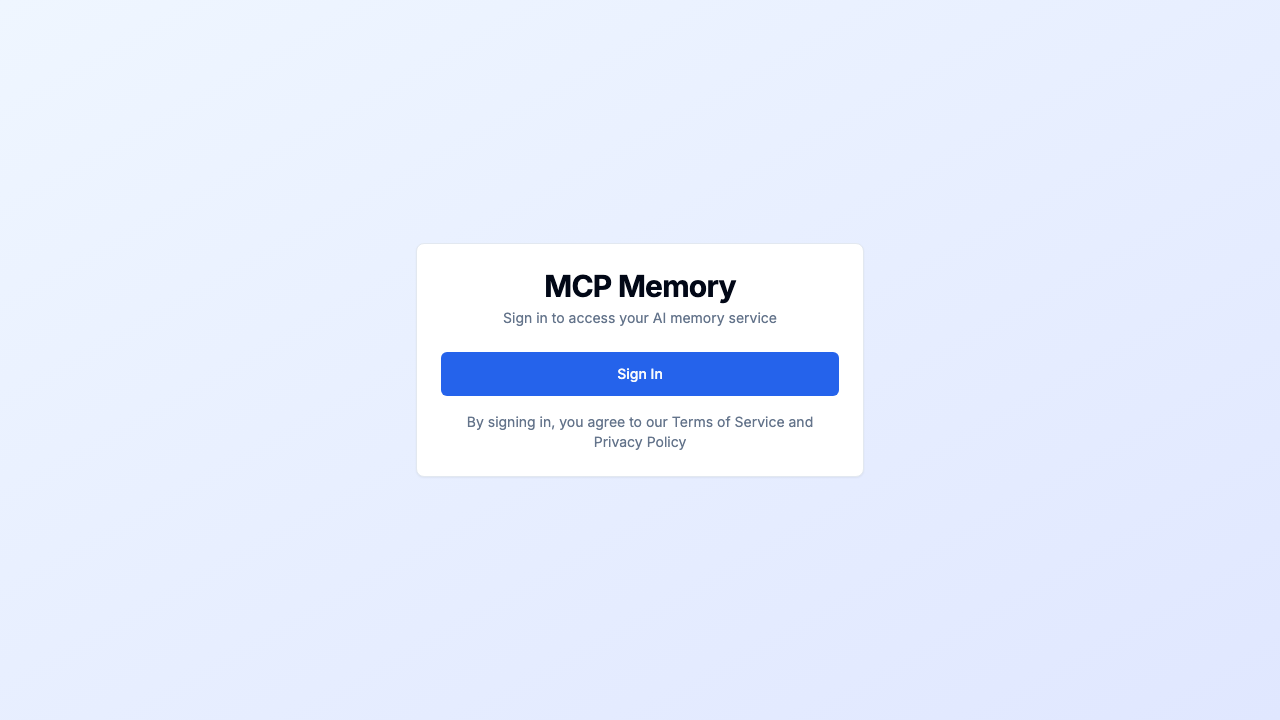 MCP Memory
Sign in to access your AI memory service
Sign In
By signing in, you agree to our Terms of Service and
Privacy Policy